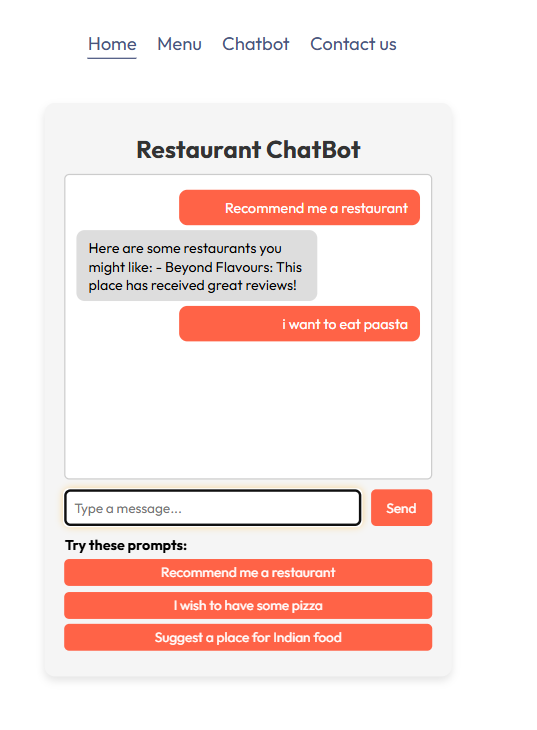 Home Menu Chatbot Contact us
Restaurant ChatBot
Recommend me a restaurant
Here are some restaurants you
might like: - Beyond Flavours: This
place has received great reviews!
i want to eat paasta
Type a message...
Send
Try these prompts:
Recommend me a restaurant
I wish to have some pizza
Suggest a place for Indian food